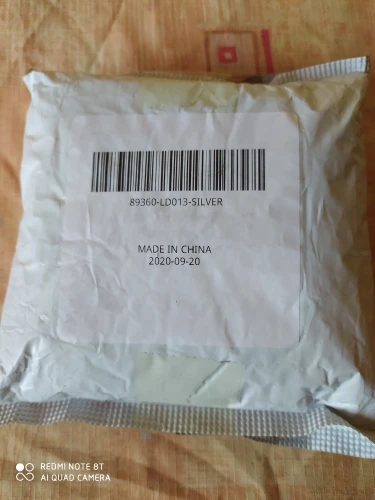 89360-LD013-SILVER
MADE IN CHINA
2020-09-20
REDMI NOTE 8T
AI QUAD CAMERA